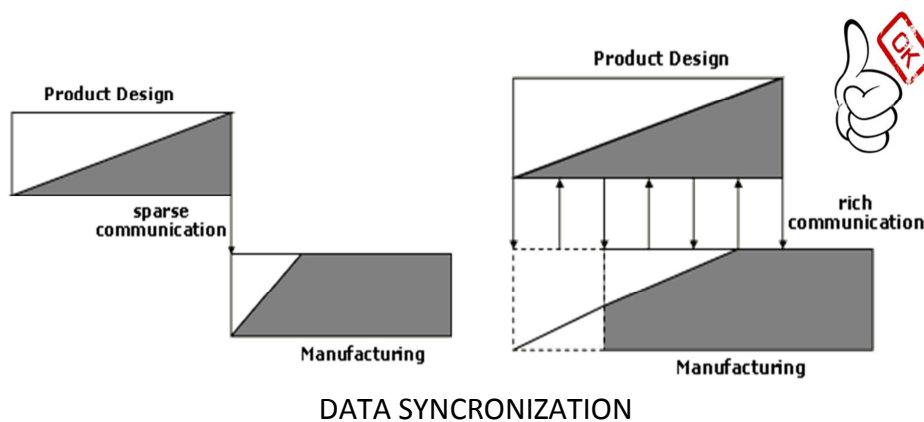 Product Design
sparse
communication
Manufacturing
Product Design
OK
rich
communication
Manufacturing
DATA SYNCRONIZATION